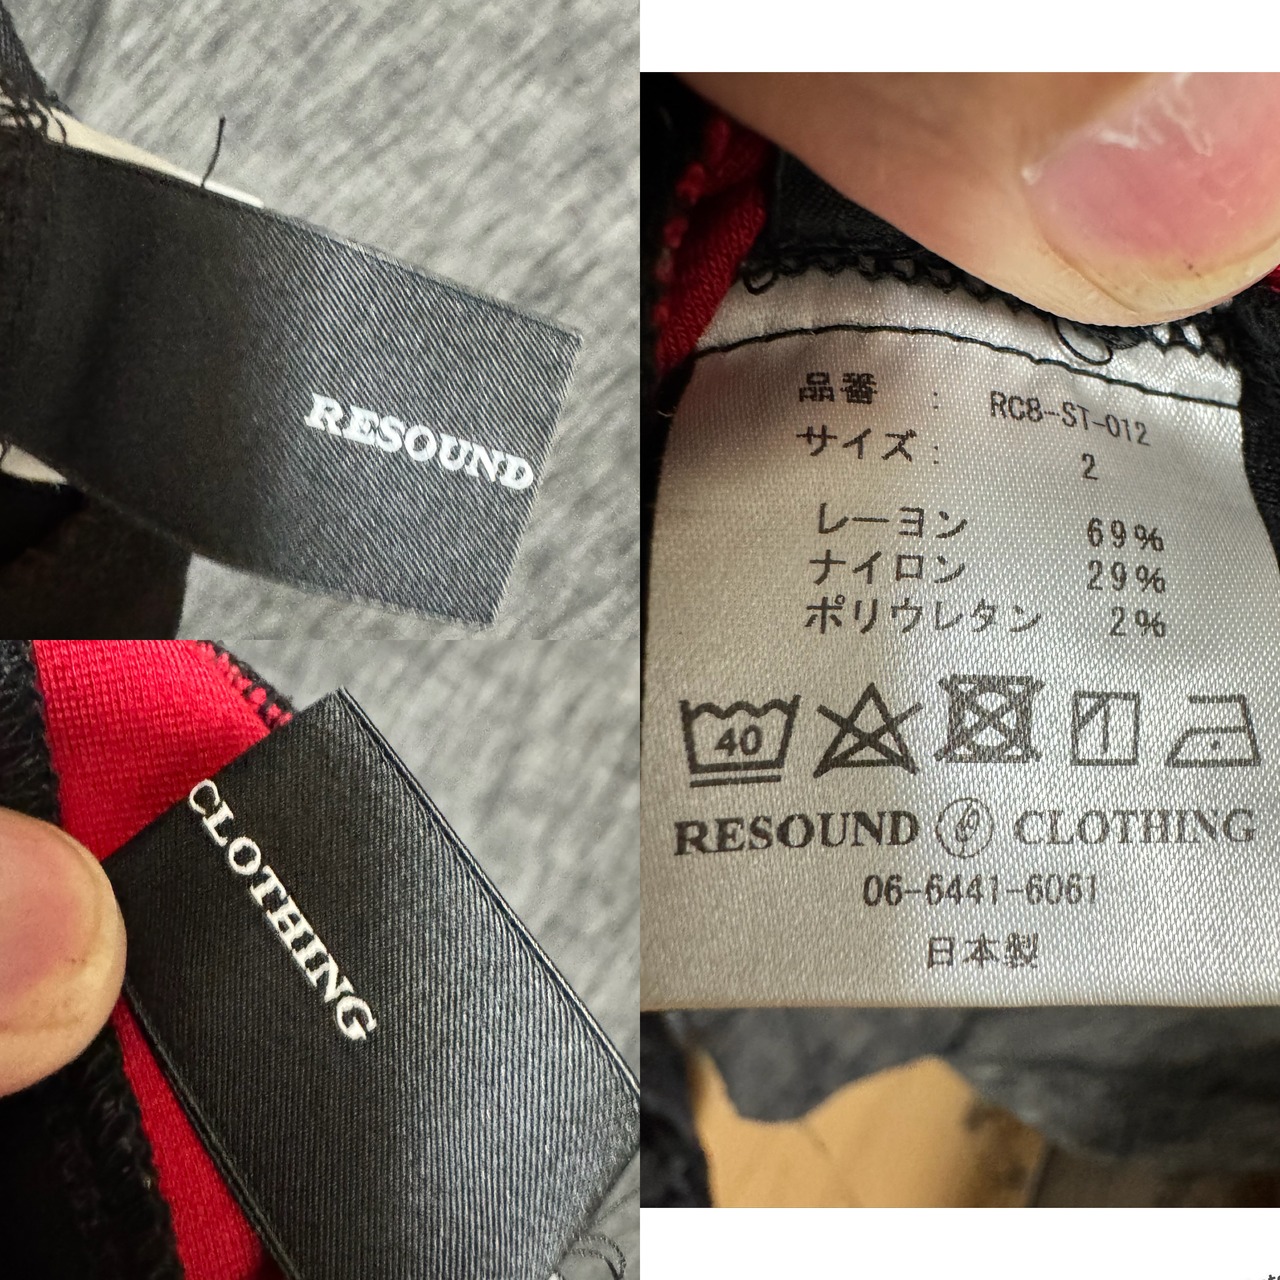 RESOUND
CLOTHING
品番 : RC8-ST-012
サイズ: 2
レーヨン 69%
ナイロン 29%
ポリウレタン 2%
40
RESOUND CLOTHING
06-6441-6061
日本製